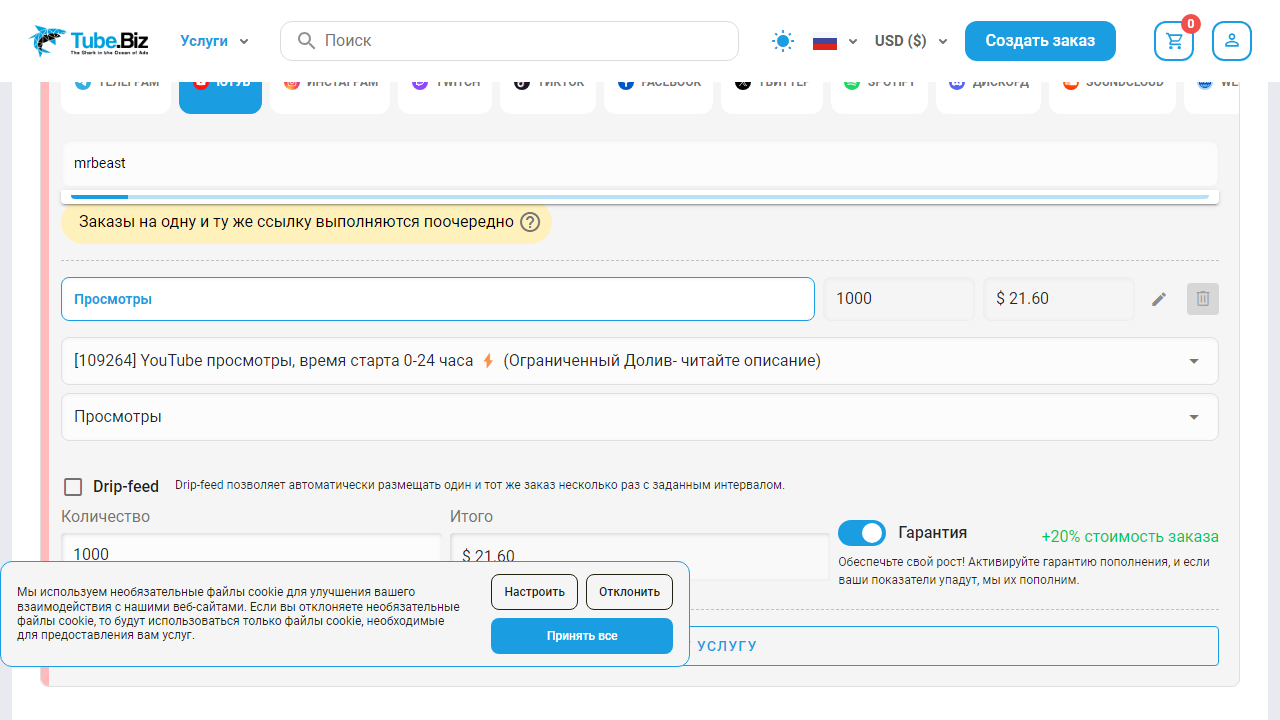 Tube.Biz
The Shark in the Ocean of Ads
Услуги
Поиск
USD ($)
Создать заказ
0
ТЕЛЕГРАМ
ЮТУБ
ИНСТАГРАМ
TWITCH
ТИКТОК
FACEBOOK
ТВИТТЕР
SPOTIFY
ДИСКОРД
SOUNDCLOUD
WE
mrbeast
Заказы на одну и ту же ссылку выполняются поочередно
Просмотры
1000
$ 21.60
[109264] YouTube просмотры, время старта 0-24 часа ⚡ (Ограниченный Долив- читайте описание)
Просмотры
Drip-feed
Drip-feed позволяет автоматически размещать один и тот же заказ несколько раз с заданным интервалом.
Количество
Итого
1000
$ 21.60
Гарантия
+20% стоимость заказа
Обеспечьте свой рост! Активируйте гарантию пополнения, и если
ваши показатели упадут, мы их пополним.
УСЛУГУ
Мы используем необязательные файлы cookie для улучшения вашего
взаимодействия с нашими веб-сайтами. Если вы отклоняете необязательные
файлы cookie, то будут использоваться только файлы cookie, необходимые
для предоставления вам услуг.
Настроить
Отклонить
Принять все